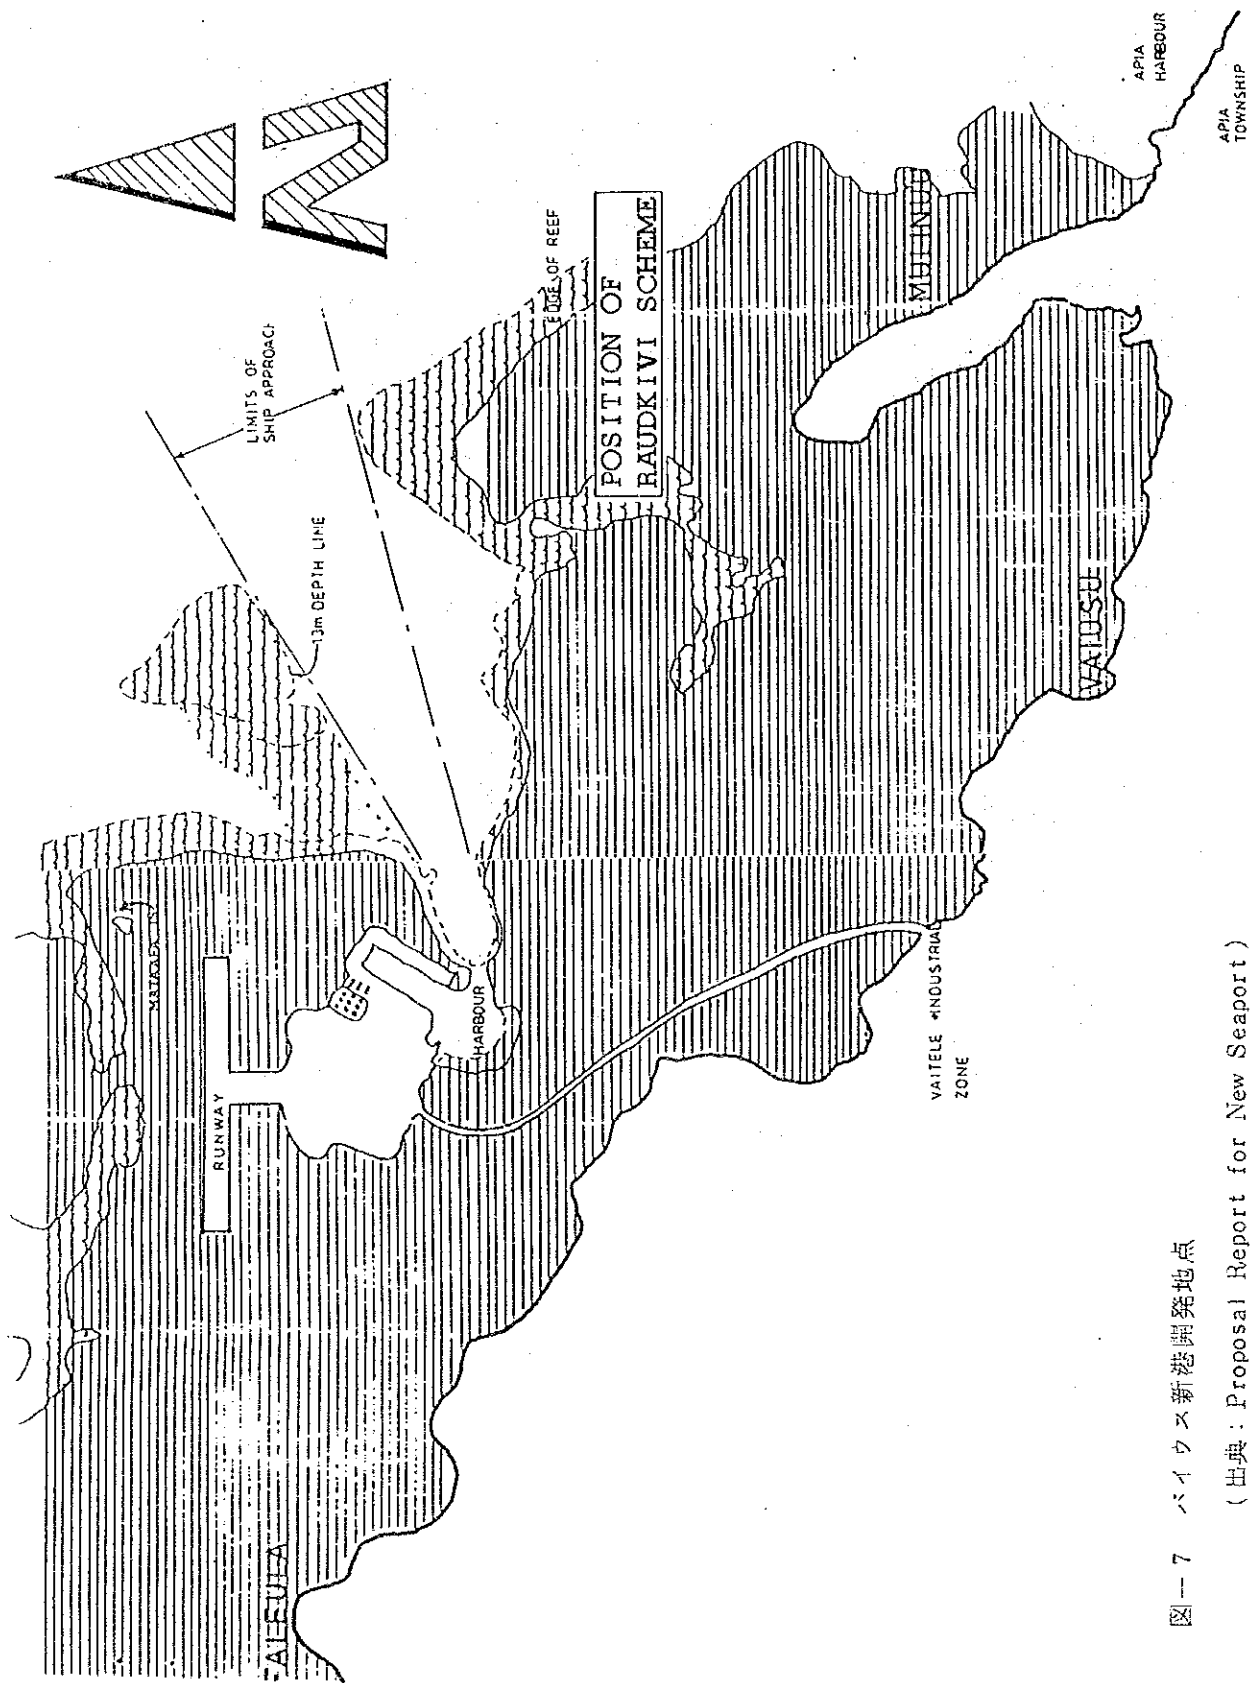 APIA
HARBOUR
APIA
TOWNSHIP
LIMITS OF
SHIP APPROACH
EDGE OF REEF
POSITION OF
RAUDKIVI SCHEME
MULINUU
13m DEPTH LINE
VAIUSU
RUNWAY
HARBOUR
VAITELE INDUSTRIAL
ZONE
図-7 バイウス新港開発地点
(出典:Proposal Report for New Seaport)